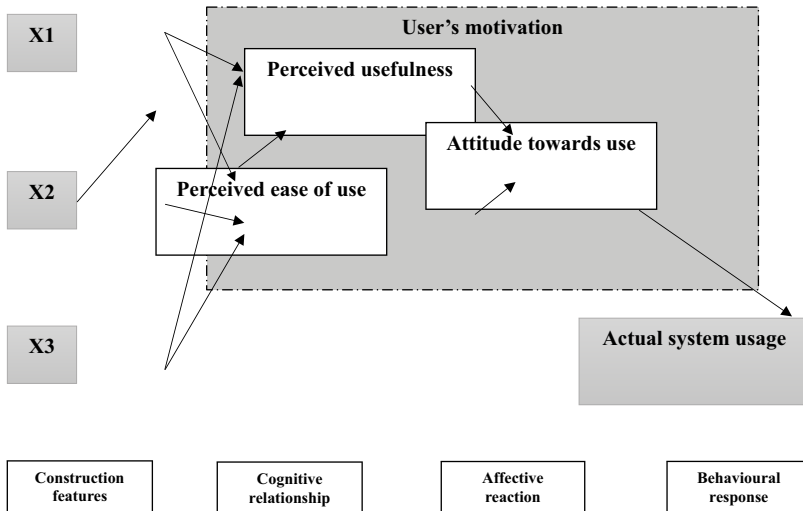 X1
User’s motivation
Perceived usefulness
Attitude towards use
X2
Perceived ease of use
X3
Actual system usage
Construction
features
Cognitive
relationship
Affective
reaction
Behavioural
response